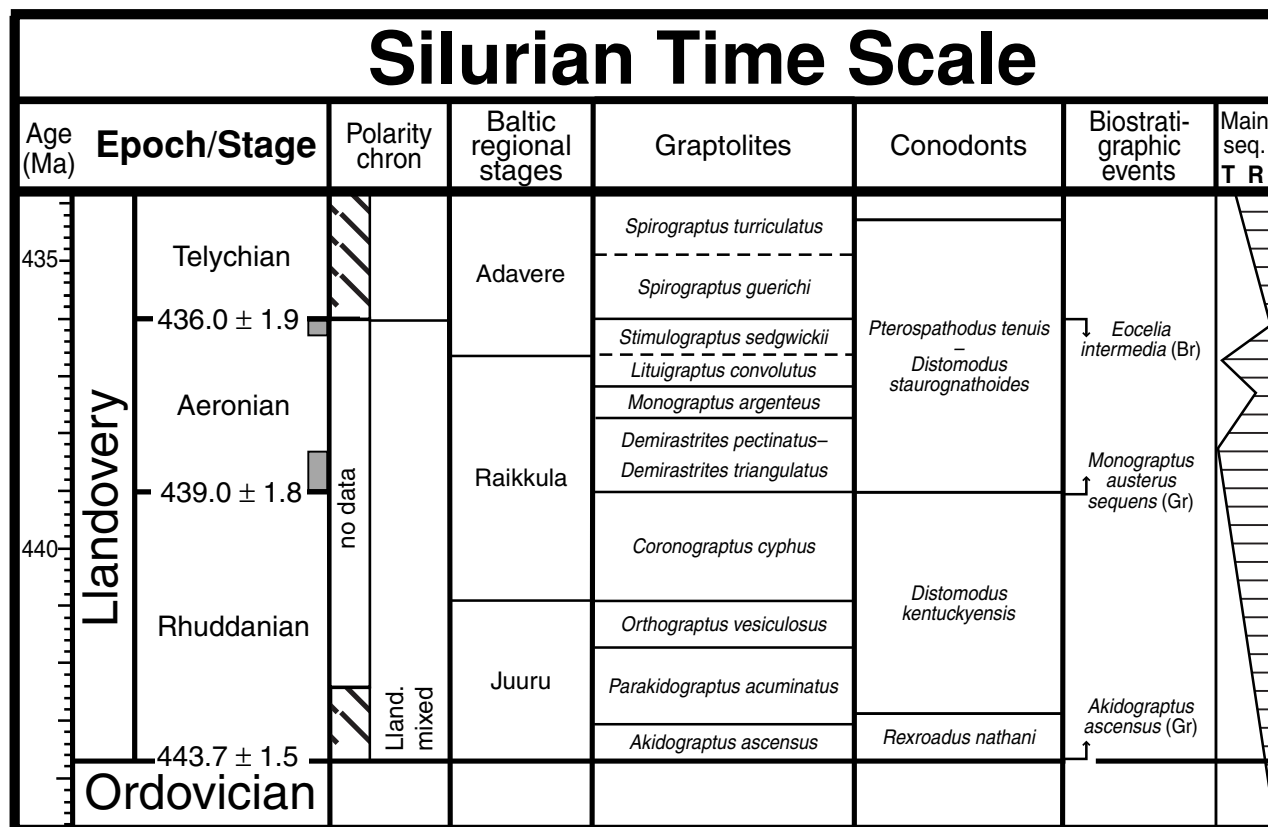 Silurian Time Scale
Age
(Ma)
Epoch/Stage
Polarity
chron
Baltic
regional
stages
Graptolites
Conodonts
Biostrati-
graphic
events
Main
seq.
T R
435
440
Llandovery
Telychian
436.0 ± 1.9
Aeronian
439.0 ± 1.8
Rhuddanian
443.7 ± 1.5
Ordovician
no data
Lland.
mixed
Adavere
Raikkula
Juuru
Spirograptus turriculatus
Spirograptus guerichi
Stimulograptus sedgwickii
Lituigraptus convolutus
Monograptus argenteus
Demirastrites pectinatus–
Demirastrites triangulatus
Coronograptus cyphus
Orthograptus vesiculosus
Parakidograptus acuminatus
Akidograptus ascensus
Pterospathodus tenuis
–
Distomodus
staurognathoides
Distomodus
kentuckyensis
Rexroadus nathani
Eocelia
intermedia (Br)
Monograptus
austerus
sequens (Gr)
Akidograptus
ascensus (Gr)